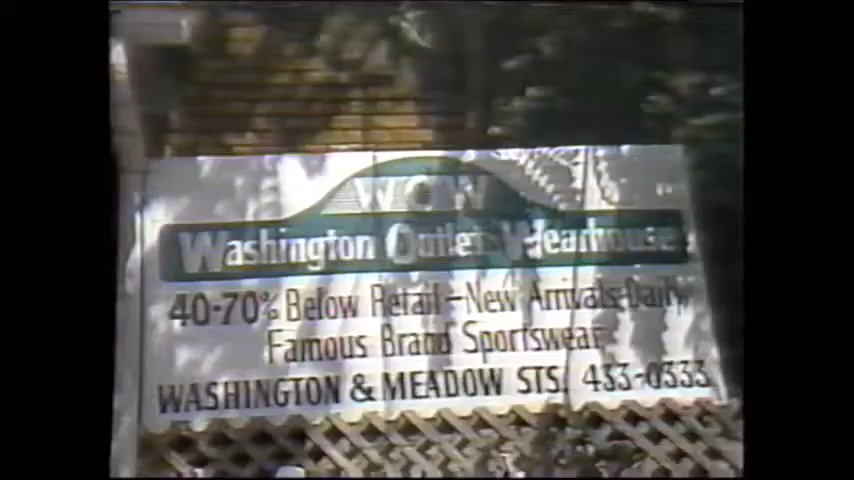 WOW
Washington Outlet Wearhouse
40-70% Below Retail - New Arrivals Daily
Famous Brand Sportswear
WASHINGTON & MEADOW STS. 433-0333